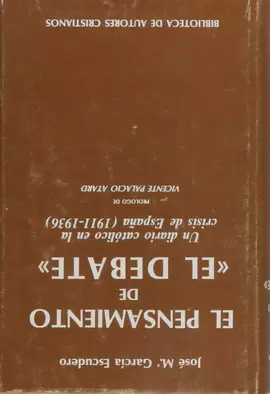 José M.ª García Escudero
EL PENSAMIENTO
DE
«EL DEBATE»
Un diario católico en la
crisis de España (1911-1936)
PROLOGO DE
VICENTE PALACIO ATARD
BIBLIOTECA DE AUTORES CRISTIANOS